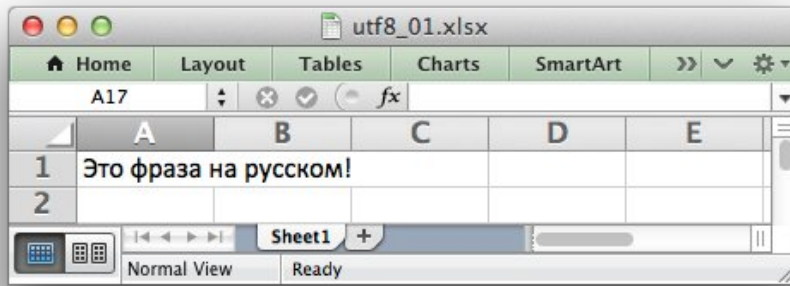 utf8_01.xlsx
Home Layout Tables Charts SmartArt
A17 fx
A B C D E
1 Это фраза на русском!
2
Sheet1
Normal View Ready